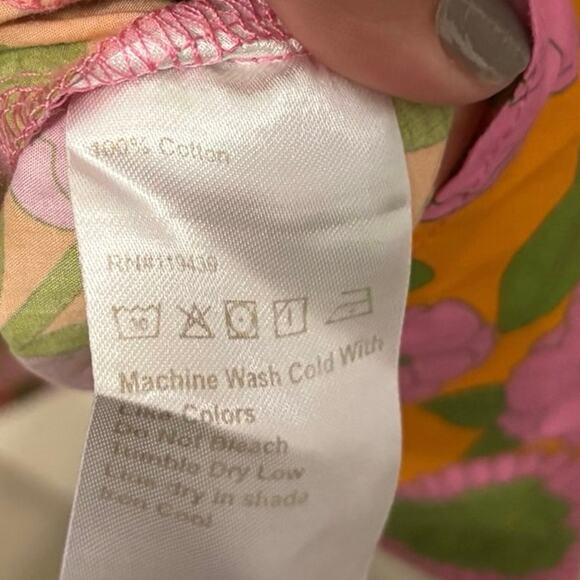 100% Cotton
RN#119439
30
Machine Wash Cold With
Like Colors
Do Not Bleach
Tumble Dry Low
Line dry in shade
Iron Cool